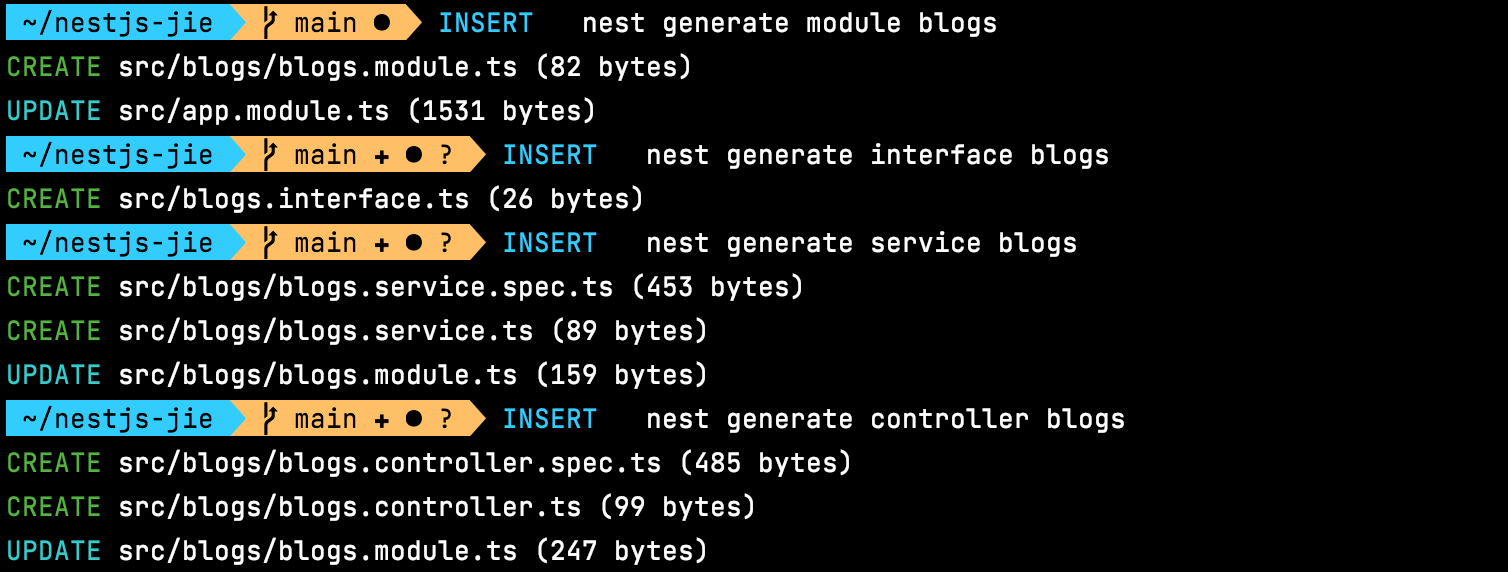 ~/nestjs-jie main ● INSERT nest generate module blogs
CREATE src/blogs/blogs.module.ts (82 bytes)
UPDATE src/app.module.ts (1531 bytes)
~/nestjs-jie main + ● ? INSERT nest generate interface blogs
CREATE src/blogs.interface.ts (26 bytes)
~/nestjs-jie main + ● ? INSERT nest generate service blogs
CREATE src/blogs/blogs.service.spec.ts (453 bytes)
CREATE src/blogs/blogs.service.ts (89 bytes)
UPDATE src/blogs/blogs.module.ts (159 bytes)
~/nestjs-jie main + ● ? INSERT nest generate controller blogs
CREATE src/blogs/blogs.controller.spec.ts (485 bytes)
CREATE src/blogs/blogs.controller.ts (99 bytes)
UPDATE src/blogs/blogs.module.ts (247 bytes)